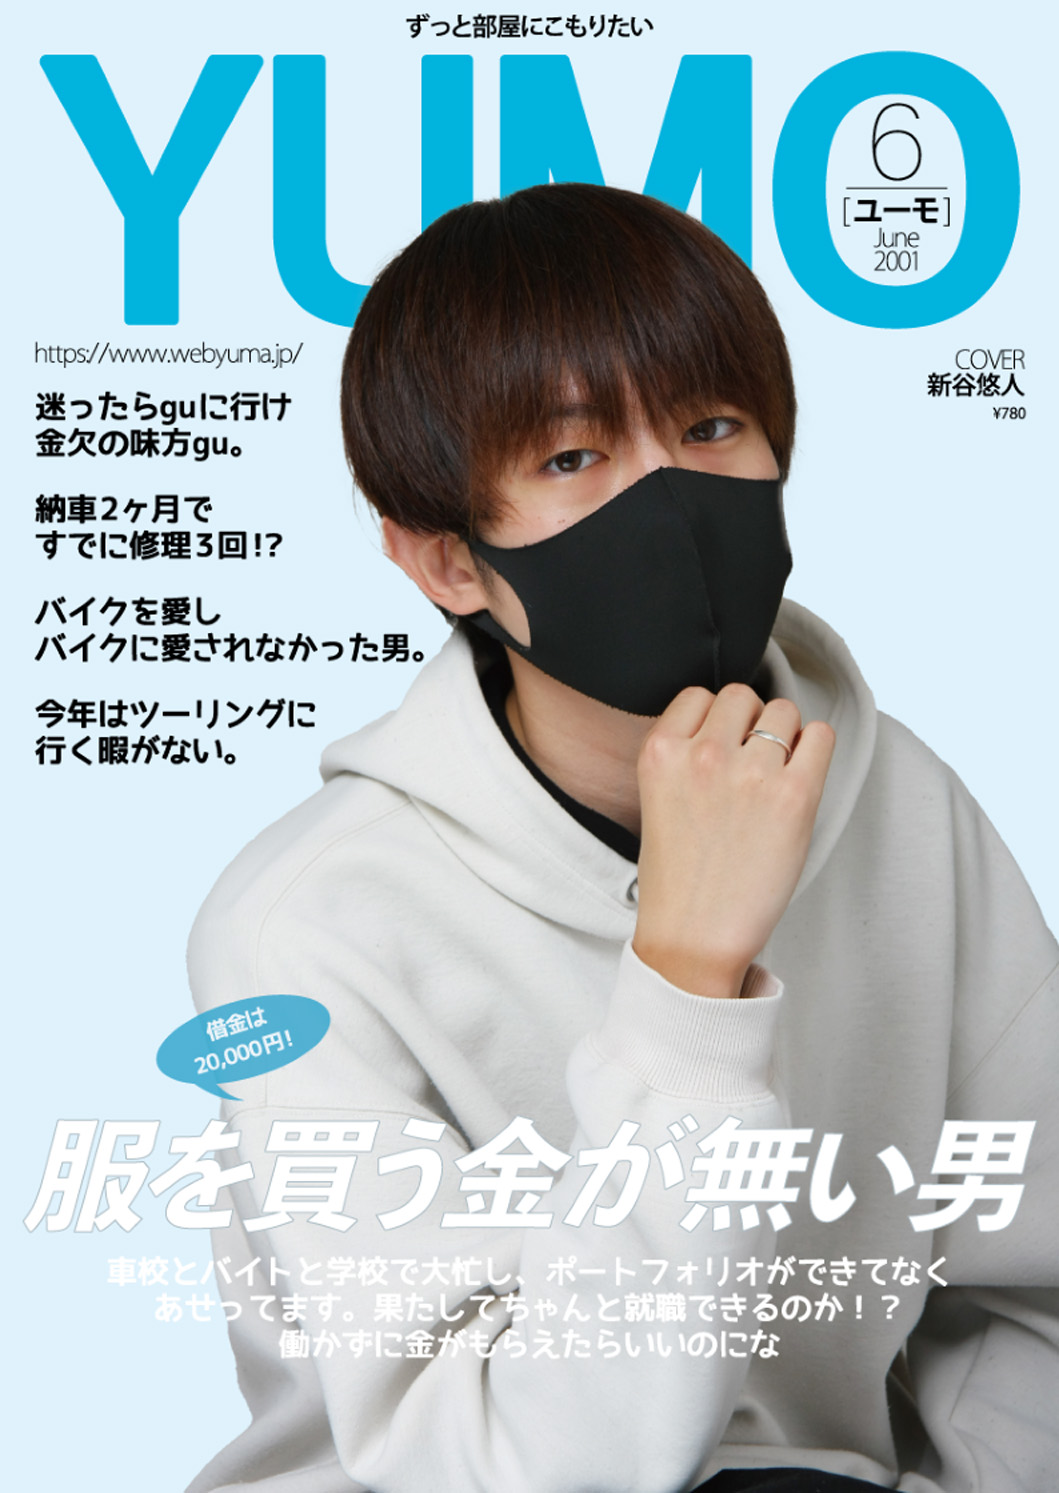 ずっと部屋にこもりたい
YUMO
6
[ユーモ]
June
2001
https://www.webyuma.jp/
COVER
新谷悠人
¥780
迷ったらguに行け
金欠の味方gu。
納車2ヶ月で
すでに修理3回!?
バイクを愛し
バイクに愛されなかった男。
今年はツーリングに
行く暇がない。
借金は
20,000円!
服を買う金が無い男
車校とバイトと学校で大忙し、ポートフォリオができてなく
あせってます。果たしてちゃんと就職できるのか！？
働かずに金がもらえたらいいのにな